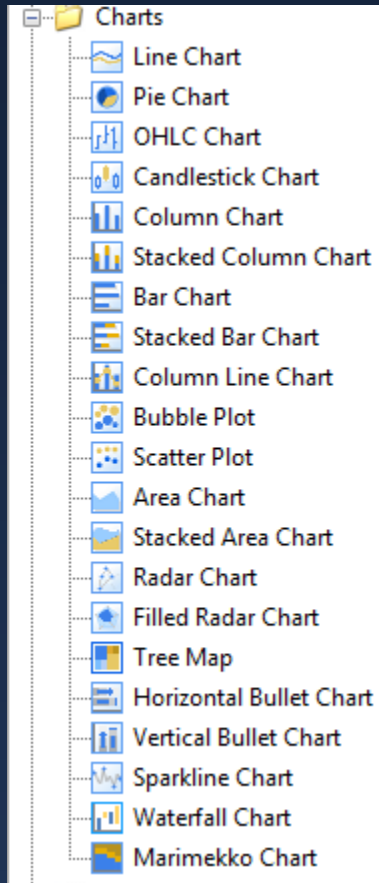 Charts
Line Chart
Pie Chart
OHLC Chart
Candlestick Chart
Column Chart
Stacked Column Chart
Bar Chart
Stacked Bar Chart
Column Line Chart
Bubble Plot
Scatter Plot
Area Chart
Stacked Area Chart
Radar Chart
Filled Radar Chart
Tree Map
Horizontal Bullet Chart
Vertical Bullet Chart
Sparkline Chart
Waterfall Chart
Marimekko Chart